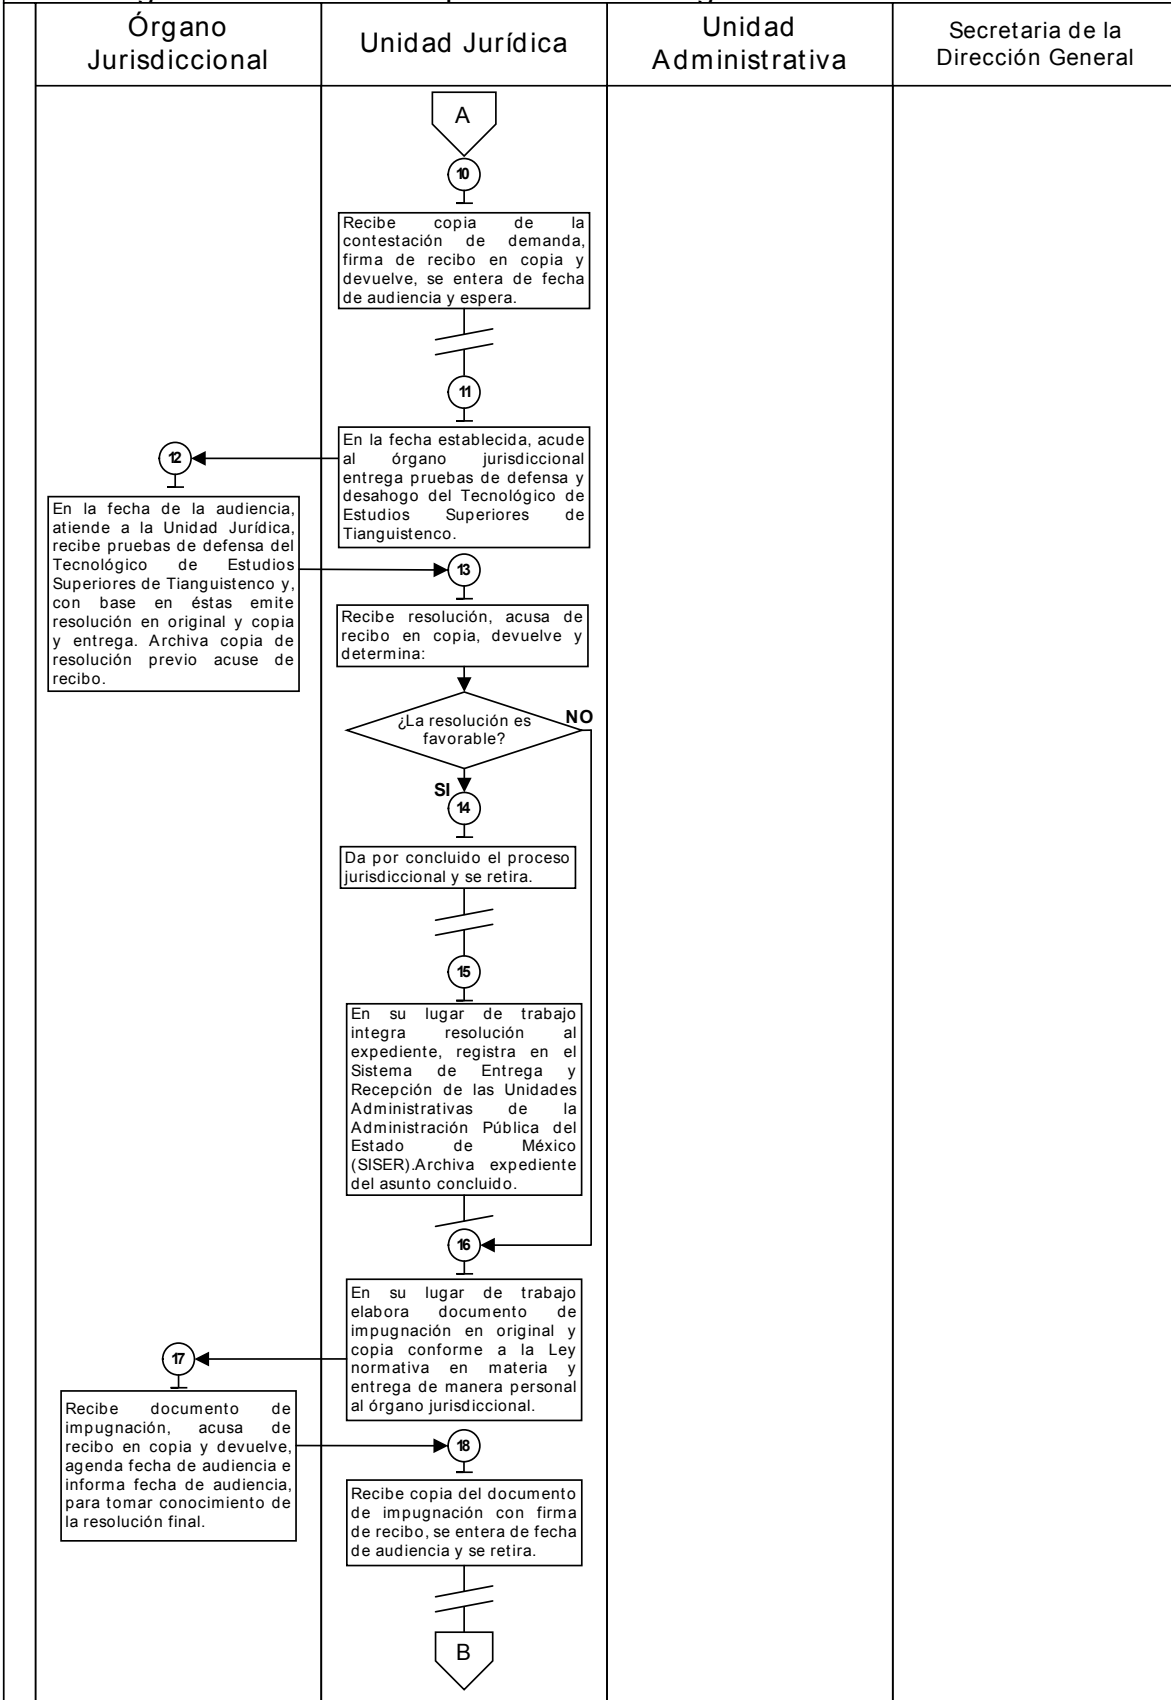 Órgano
Jurisdiccional
Unidad Jurídica
Unidad
Administrativa
Secretaria de la
Dirección General
A
10
Recibe copia de la
contestación de demanda,
firma de recibo en copia y
devuelve, se entera de fecha
de audiencia y espera.
11
En la fecha establecida, acude
al órgano jurisdiccional
entrega pruebas de defensa y
desahogo del Tecnológico de
Estudios Superiores de
Tianguistenco.
12
En la fecha de la audiencia,
atiende a la Unidad Jurídica,
recibe pruebas de defensa del
Tecnológico de Estudios
Superiores de Tianguistenco y,
con base en éstas emite
resolución en original y copia
y entrega. Archiva copia de
resolución previo acuse de
recibo.
13
Recibe resolución, acusa de
recibo en copia, devuelve y
determina:
¿La resolución es
favorable?
NO
SI
14
Da por concluido el proceso
jurisdiccional y se retira.
15
En su lugar de trabajo
integra resolución al
expediente, registra en el
Sistema de Entrega y
Recepción de las Unidades
Administrativas de la
Administración Pública del
Estado de México
(SISER).Archiva expediente
del asunto concluido.
16
En su lugar de trabajo
elabora documento de
impugnación en original y
copia conforme a la Ley
normativa en materia y
entrega de manera personal
al órgano jurisdiccional.
17
Recibe documento de
impugnación, acusa de
recibo en copia y devuelve,
agenda fecha de audiencia e
informa fecha de audiencia,
para tomar conocimiento de
la resolución final.
18
Recibe copia del documento
de impugnación con firma
de recibo, se entera de fecha
de audiencia y se retira.
B